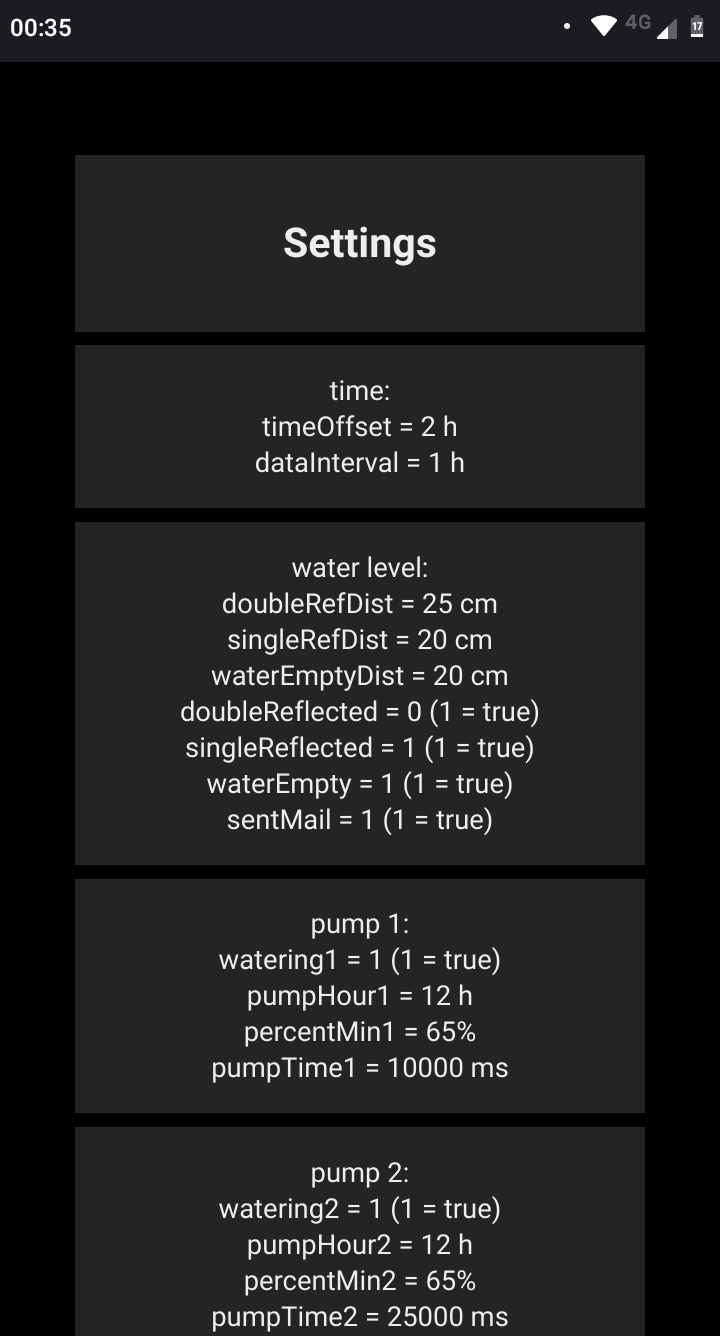 00:35
4G
17
Settings
time:
timeOffset = 2 h
dataInterval = 1 h
water level:
doubleRefDist = 25 cm
singleRefDist = 20 cm
waterEmptyDist = 20 cm
doubleReflected = 0 (1 = true)
singleReflected = 1 (1 = true)
waterEmpty = 1 (1 = true)
sentMail = 1 (1 = true)
pump 1:
watering1 = 1 (1 = true)
pumpHour1 = 12 h
percentMin1 = 65%
pumpTime1 = 10000 ms
pump 2:
watering2 = 1 (1 = true)
pumpHour2 = 12 h
percentMin2 = 65%
pumpTime2 = 25000 ms